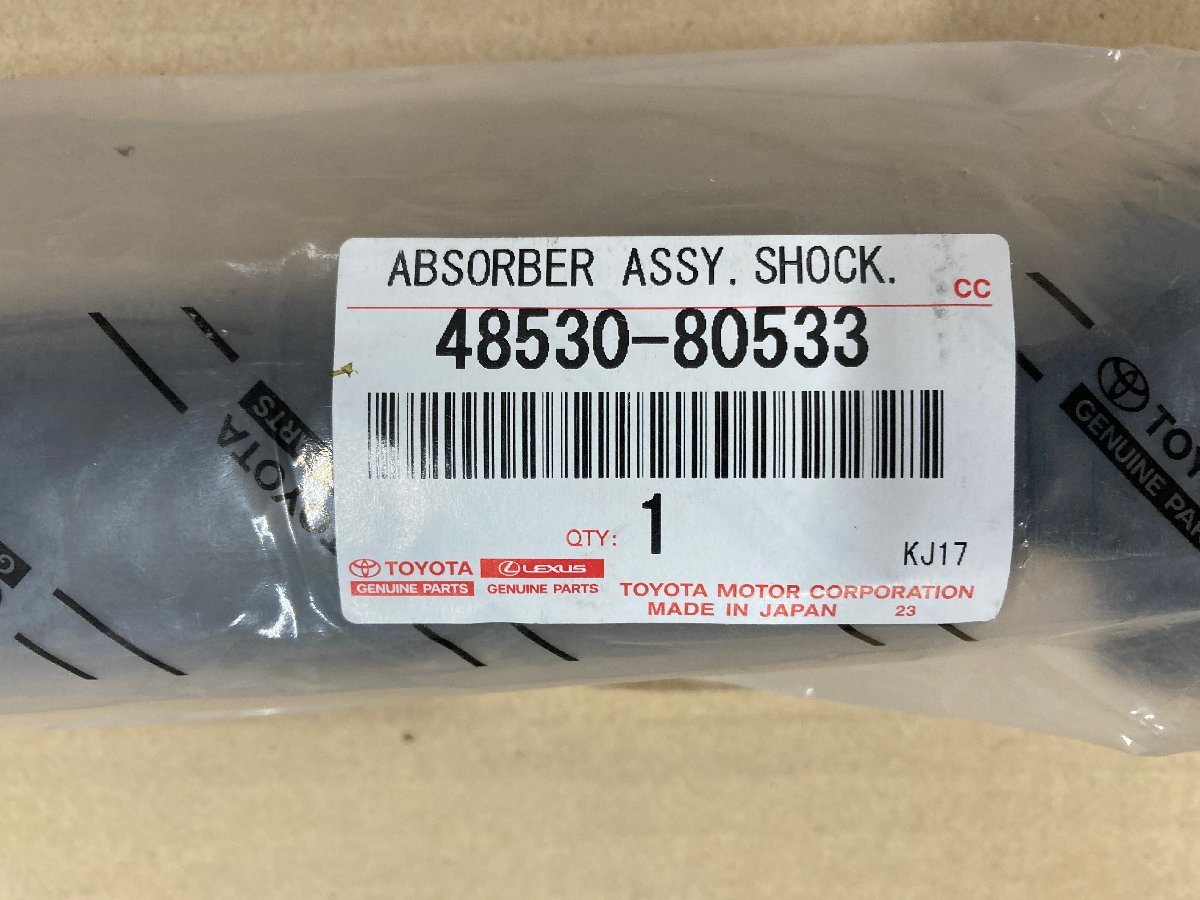 ABSORBER ASSY. SHOCK.
CC
48530-80533
QTY: 1
KJ17
TOYOTA
GENUINE PARTS
LEXUS
GENUINE PARTS
TOYOTA MOTOR CORPORATION
MADE IN JAPAN 23
TOYOTA
PARTS
TOYOTA
GENUINE PARTS
G